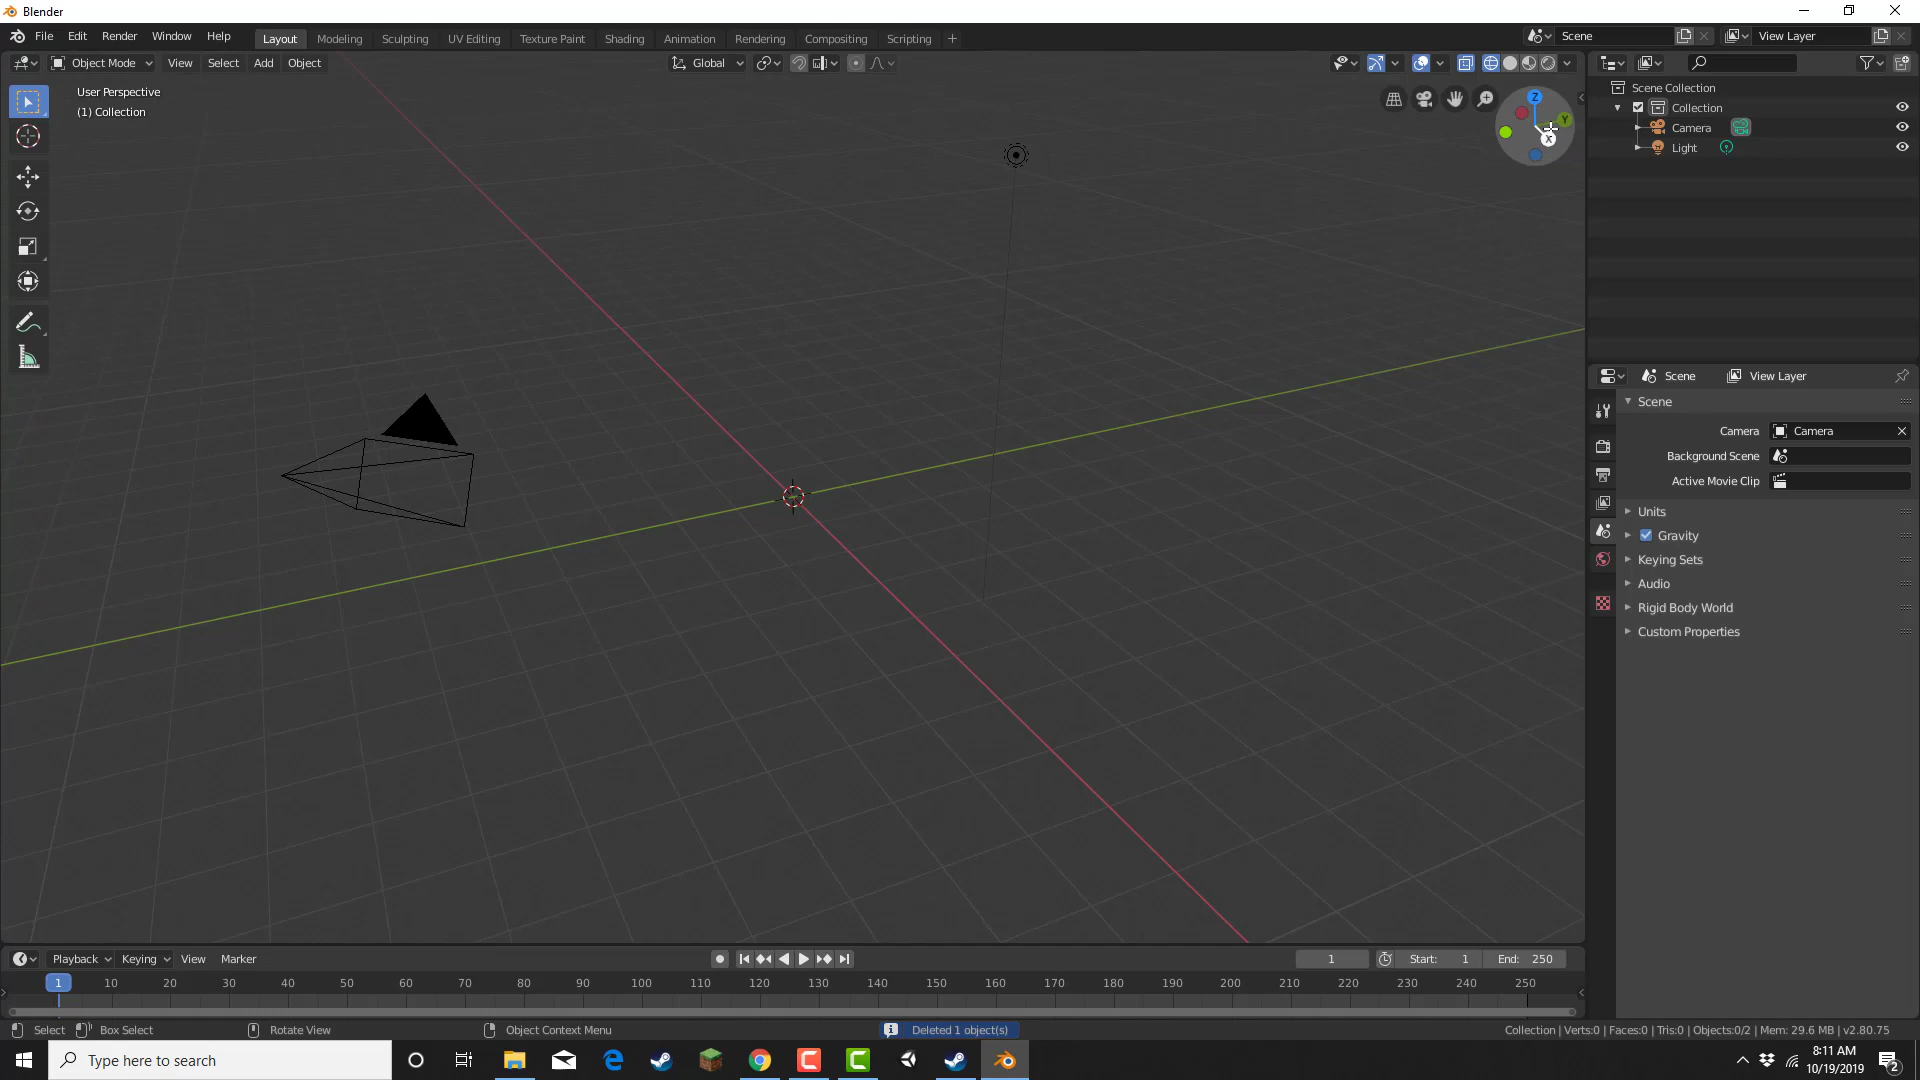 Blender
File Edit Render Window Help Layout Modeling Sculpting UV Editing Texture Paint Shading Animation Rendering Compositing Scripting + Scene View Layer
Object Mode View Select Add Object Global
User Perspective
(1) Collection
Z
Y
X
Scene Collection
Collection
Camera
Light
Scene View Layer
Scene
Camera Camera
Background Scene
Active Movie Clip
Units
Gravity
Keying Sets
Audio
Rigid Body World
Custom Properties
Playback Keying View Marker 1 Start: 1 End: 250
1 10 20 30 40 50 60 70 80 90 100 110 120 130 140 150 160 170 180 190 200 210 220 230 240 250
Select Box Select Rotate View Object Context Menu Deleted 1 object(s) Collection | Verts:0 | Faces:0 | Tris:0 | Objects:0/2 | Mem: 29.6 MB | v2.80.75
Type here to search
8:11 AM
10/19/2019
2